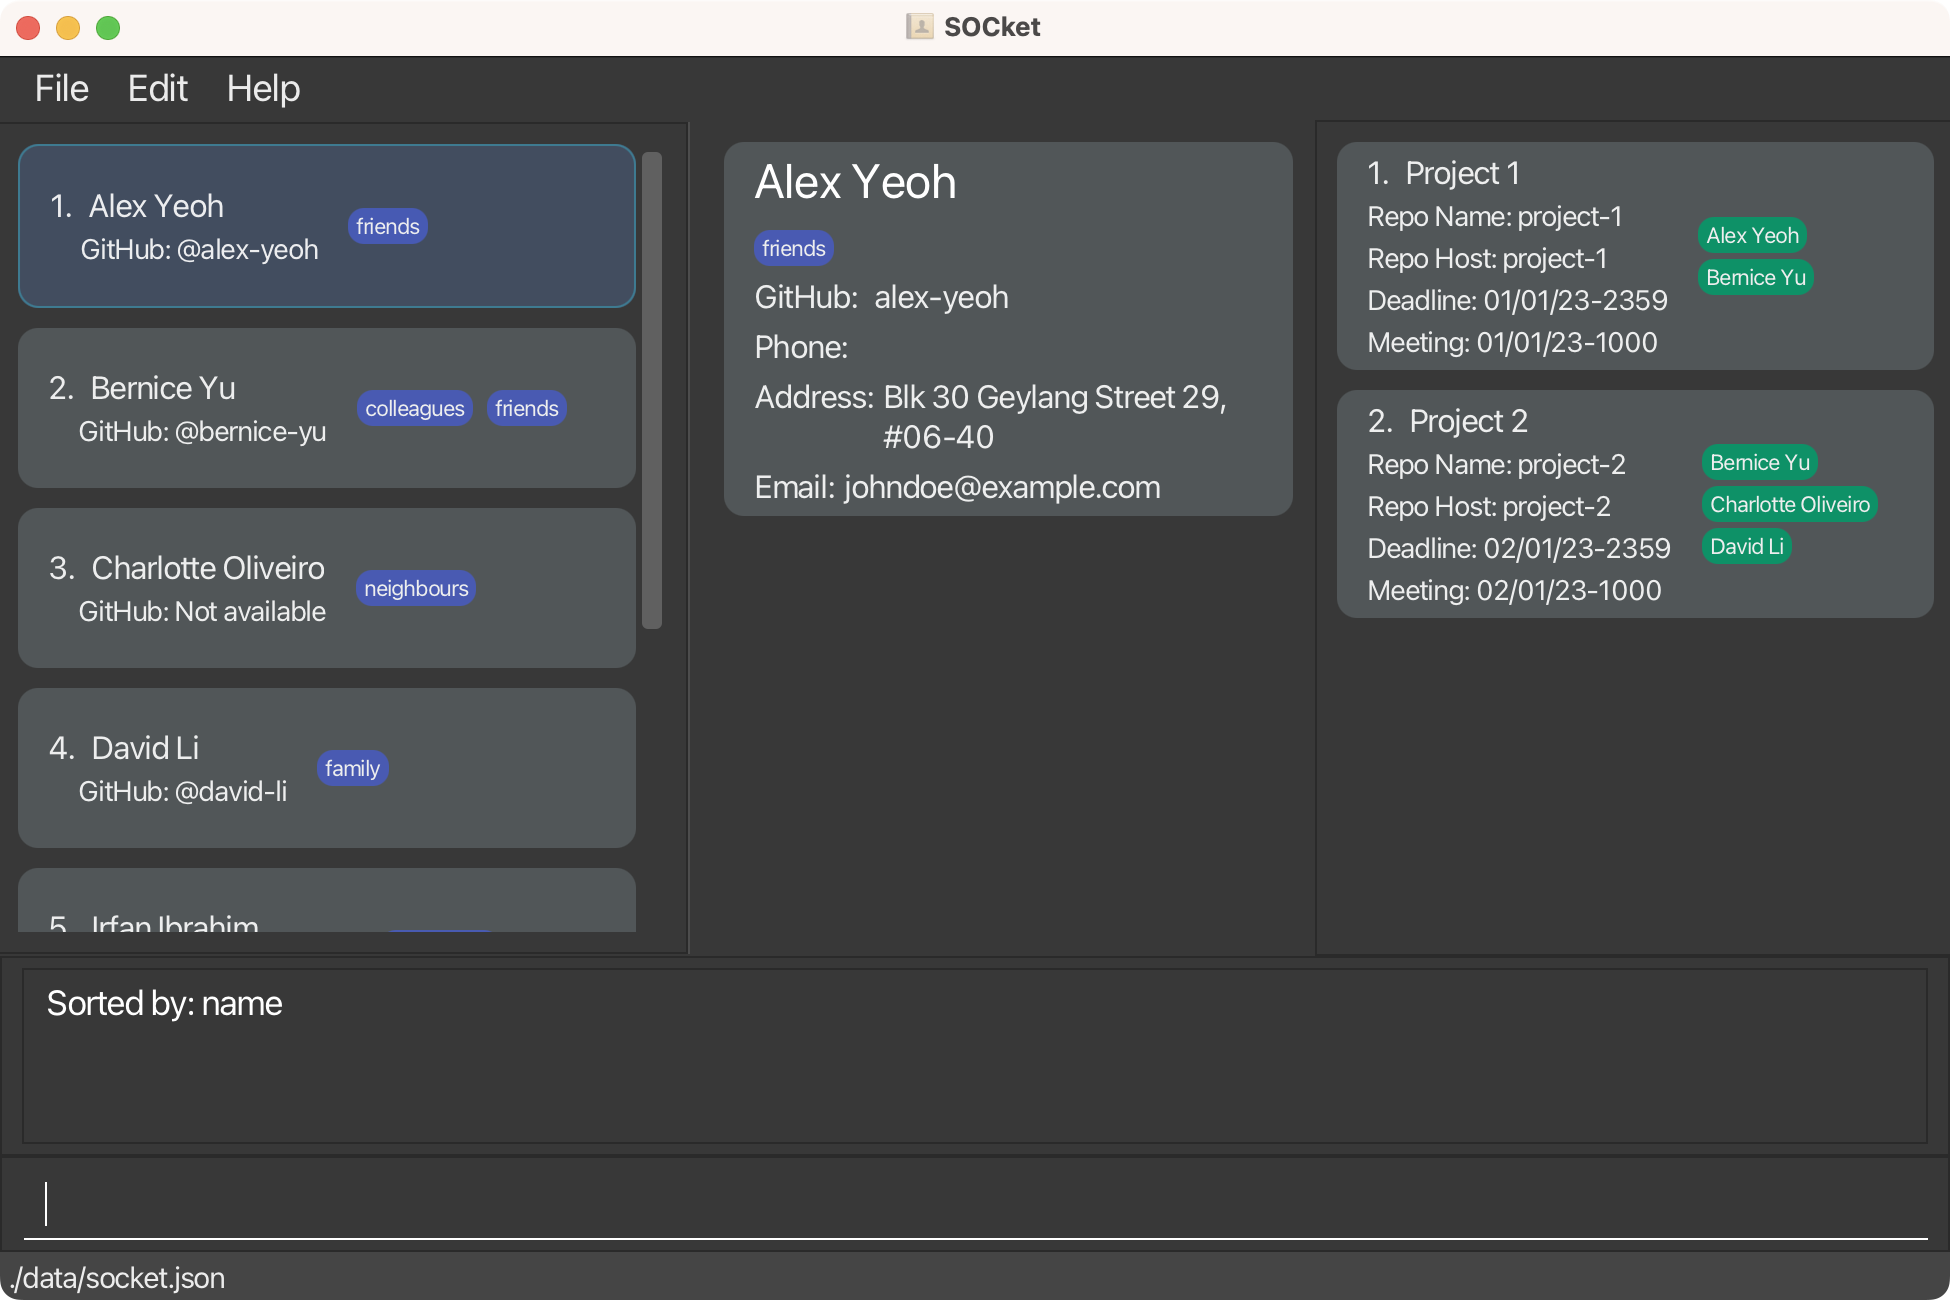 SOCket
File Edit Help
1. Alex Yeoh
GitHub: @alex-yeoh
friends
2. Bernice Yu
GitHub: @bernice-yu
colleagues friends
3. Charlotte Oliveiro
GitHub: Not available
neighbours
4. David Li
GitHub: @david-li
family
5. Irfan Ibrahim
Alex Yeoh
friends
GitHub: alex-yeoh
Phone:
Address: Blk 30 Geylang Street 29,
#06-40
Email: johndoe@example.com
1. Project 1
Repo Name: project-1
Repo Host: project-1
Deadline: 01/01/23-2359
Meeting: 01/01/23-1000
Alex Yeoh
Bernice Yu
2. Project 2
Repo Name: project-2
Repo Host: project-2
Deadline: 02/01/23-2359
Meeting: 02/01/23-1000
Bernice Yu
Charlotte Oliveiro
David Li
Sorted by: name
./data/socket.json